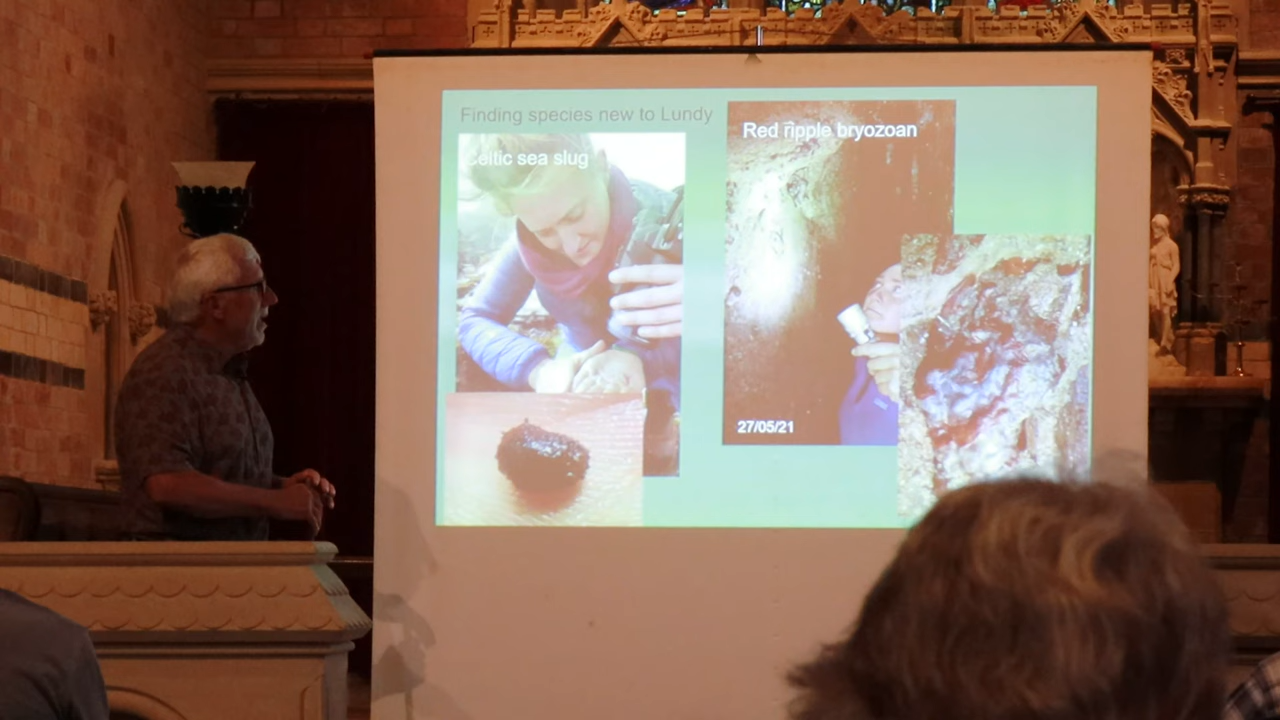 Finding species new to Lundy
Celtic sea slug
Red ripple bryozoan
27/05/21